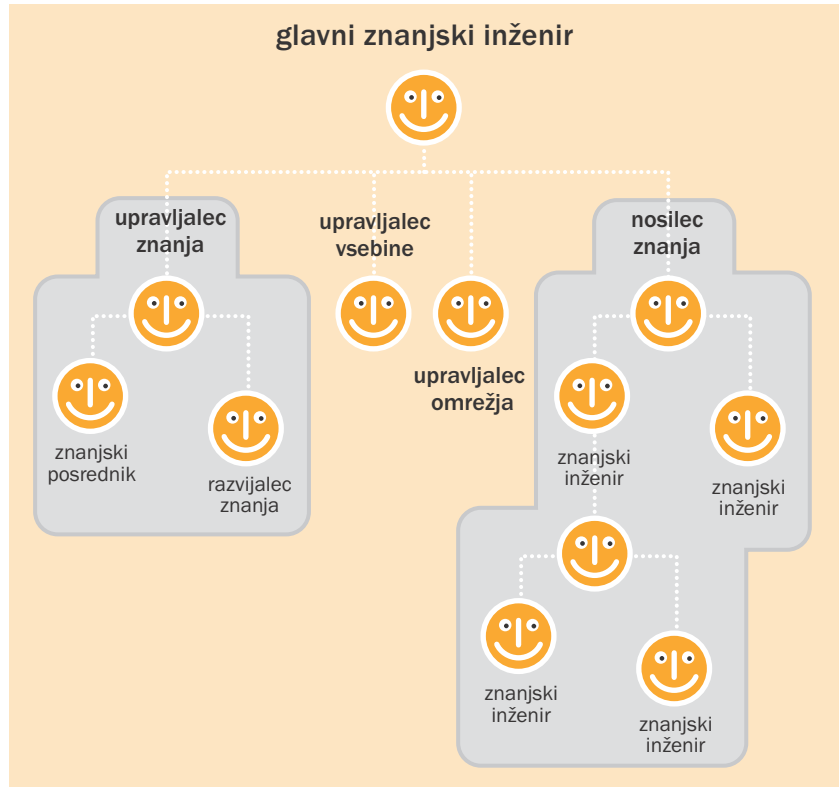 glavni znanjski inženir
upravljalec
znanja
upravljalec
vsebine
nosilec
znanja
upravljalec
omrežja
znanjski
posrednik
razvijalec
znanja
znanjski
inženir
znanjski
inženir
znanjski
inženir
znanjski
inženir